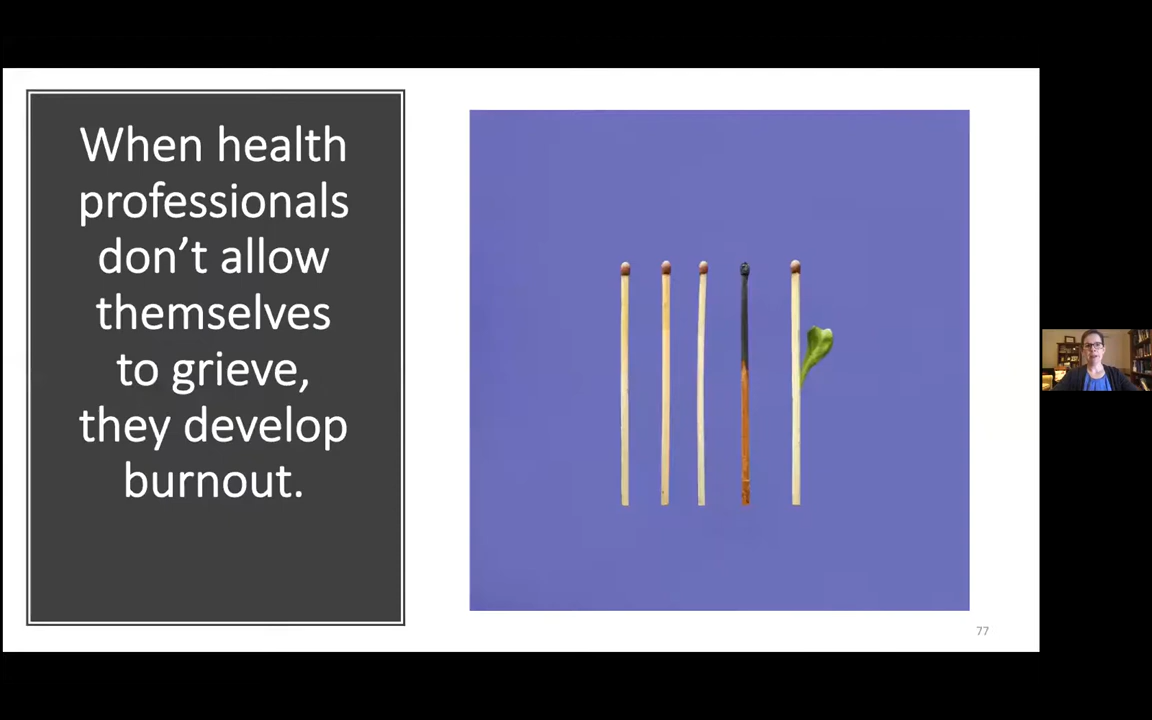 When health
professionals
don’t allow
themselves
to grieve,
they develop
burnout.
77